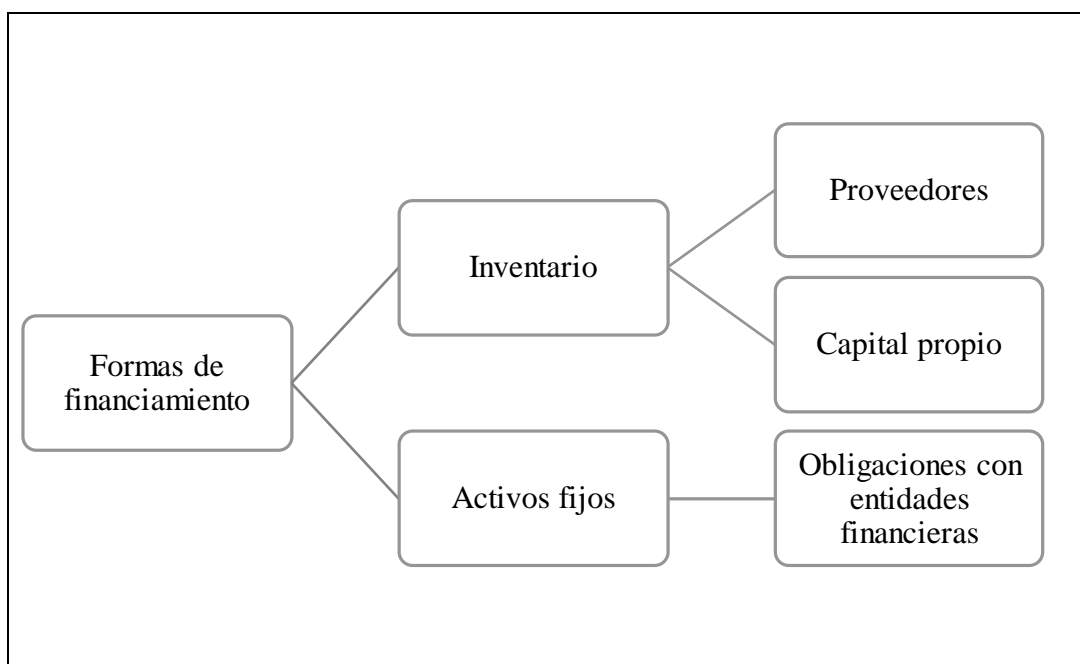 Formas de
financiamiento
Inventario
Proveedores
Capital propio
Activos fijos
Obligaciones con
entidades
financieras